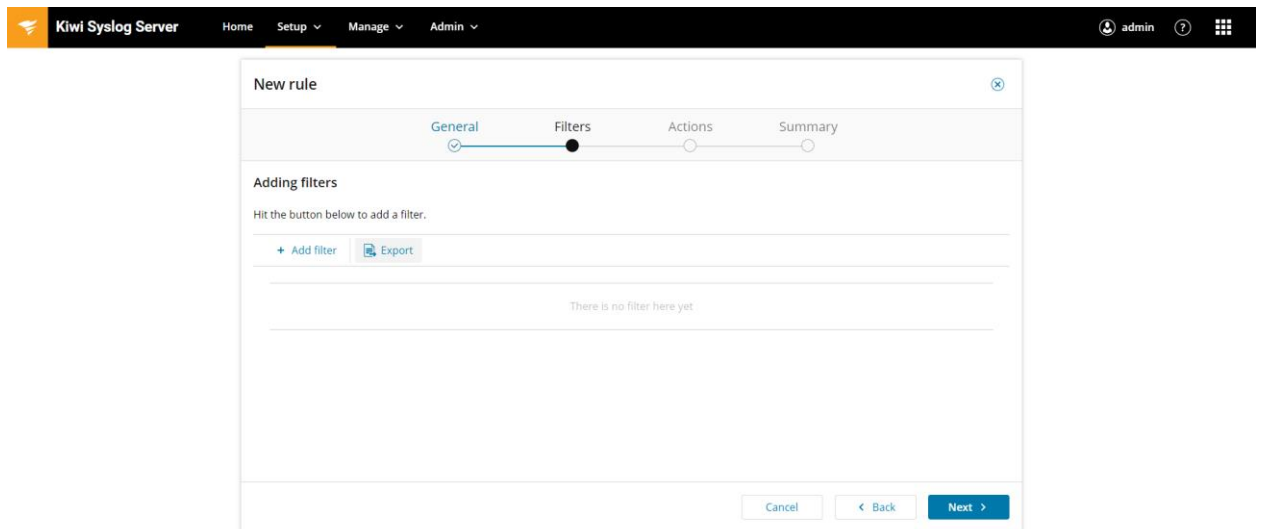 Kiwi Syslog Server Home Setup Manage Admin admin ?
New rule
General Filters Actions Summary
Adding filters
Hit the button below to add a filter.
+ Add filter Export
There is no filter here yet
Cancel < Back Next >